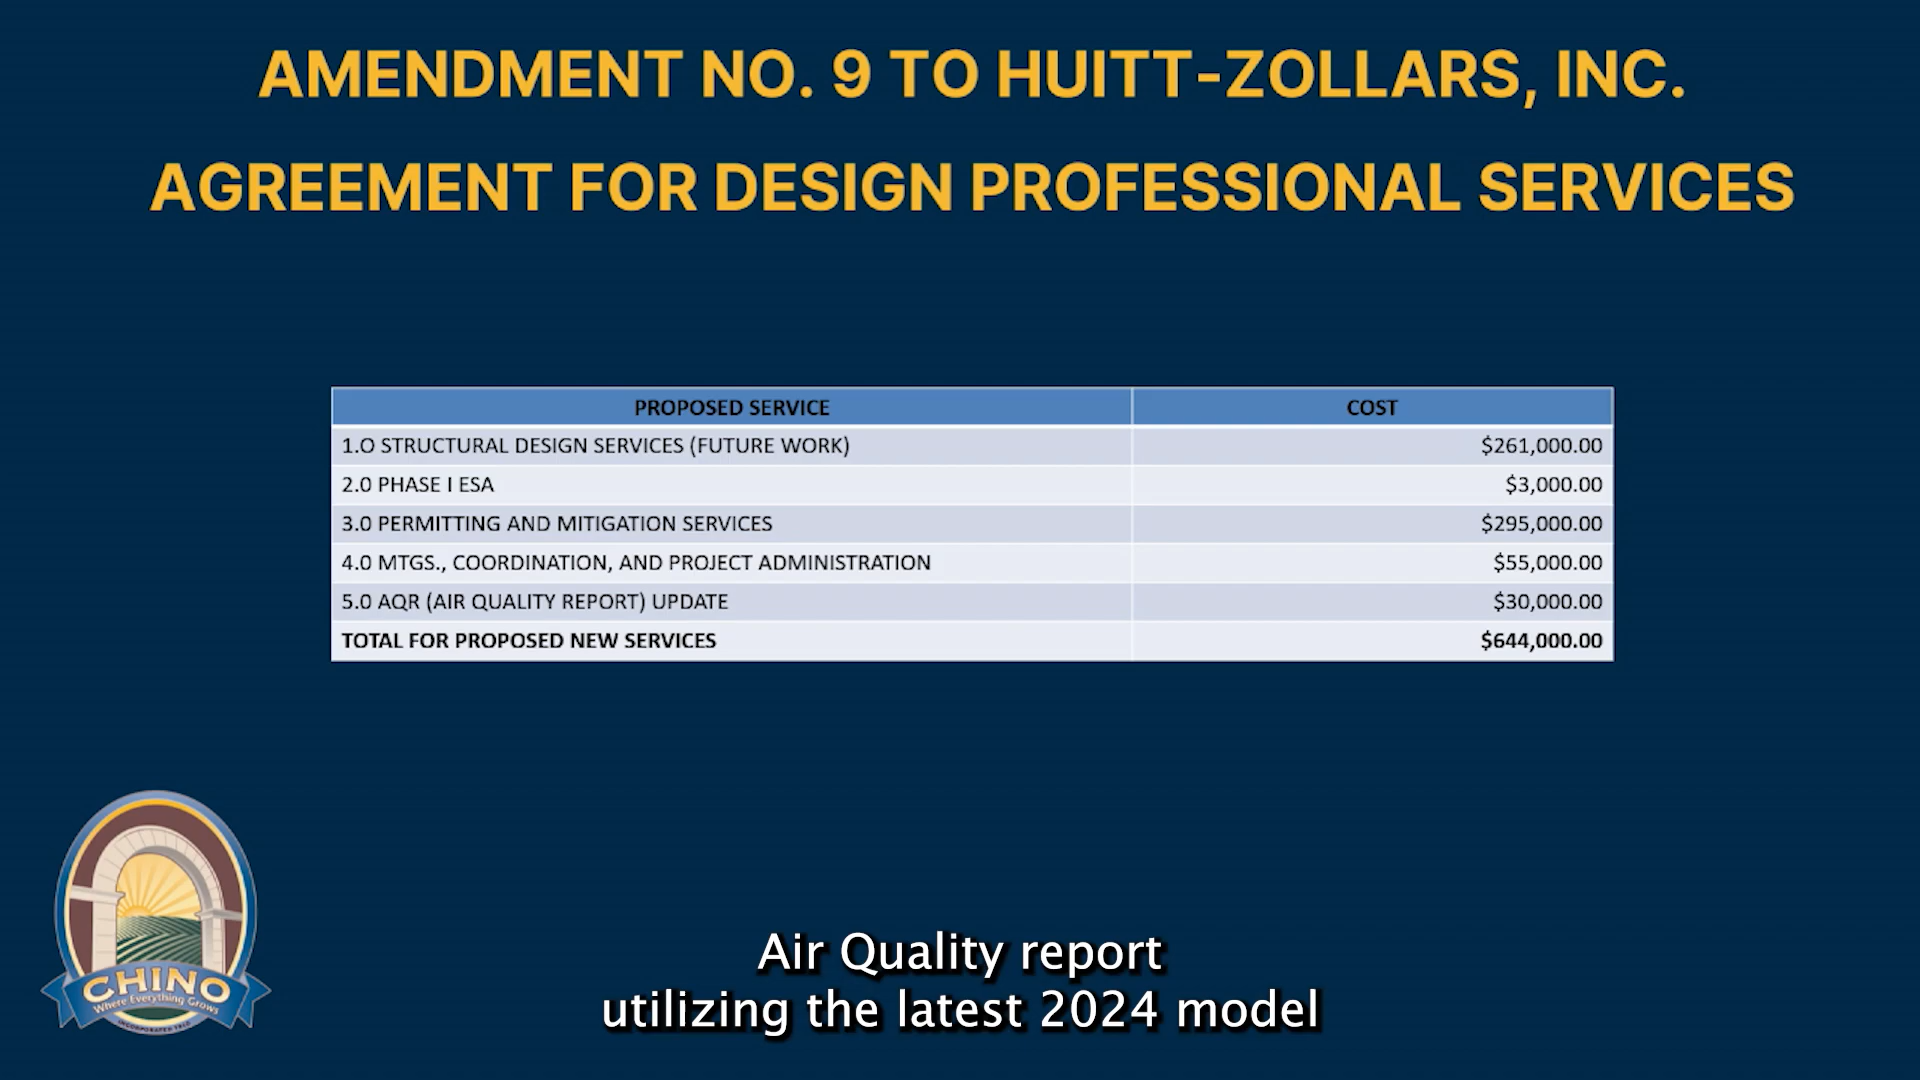 AMENDMENT NO. 9 TO HUITT-ZOLLARS, INC.
AGREEMENT FOR DESIGN PROFESSIONAL SERVICES
PROPOSED SERVICE COST
1.O STRUCTURAL DESIGN SERVICES (FUTURE WORK) $261,000.00
2.0 PHASE I ESA $3,000.00
3.0 PERMITTING AND MITIGATION SERVICES $295,000.00
4.0 MTGS., COORDINATION, AND PROJECT ADMINISTRATION $55,000.00
5.0 AQR (AIR QUALITY REPORT) UPDATE $30,000.00
TOTAL FOR PROPOSED NEW SERVICES $644,000.00
CHINO
Where Everything Grows
INCORPORATED 1910
Air Quality report
utilizing the latest 2024 model